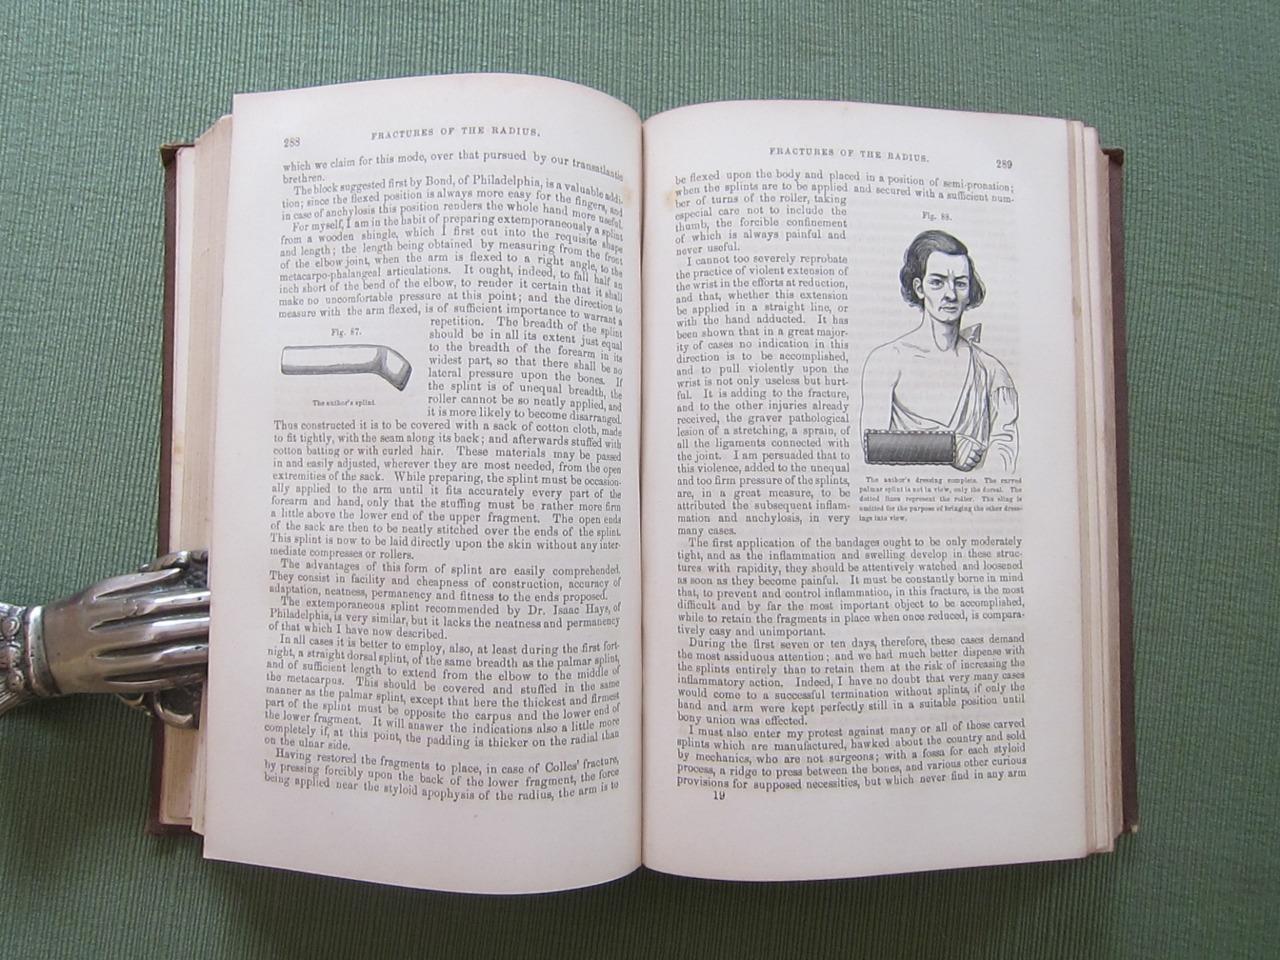 288
FRACTURES OF THE RADIUS.
which we claim for this mode, over that pursued by our transatlantic
brethren.
The block suggested first by Bond, of Philadelphia, is a valuable addi-
tion; since the flexed position is always more easy for the fingers, and
in case of anchylosis this position renders the whole hand more useful.
For myself, I am in the habit of preparing extemporaneously a splint
from a wooden shingle, which I first cut into the requisite shape
and length; the length being obtained by measuring from the front
of the elbow joint, when the arm is flexed to a right angle, to the
metacarpo-phalangeal articulations. It ought, indeed, to fall half an
inch short of the bend of the elbow, to render it certain that it shall
make no uncomfortable pressure at this point; and the direction to
measure with the arm flexed, is of sufficient importance to warrant a
Fig. 87.
The author's splint.
repetition. The breadth of the splint
should be in all its extent just equal
to the breadth of the forearm in its
widest part, so that there shall be no
lateral pressure upon the bones. If
the splint is of unequal breadth, the
roller cannot be so neatly applied, and
it is more likely to become disarranged.
Thus constructed it is to be covered with a sack of cotton cloth, made
to fit tightly, with the seam along its back; and afterwards stuffed with
cotton batting or with curled hair. These materials may be passed
in and easily adjusted, wherever they are most needed, from the open
extremities of the sack. While preparing, the splint must be occasion-
ally applied to the arm until it fits accurately every part of the
forearm and hand, only that the stuffing must be rather more firm
a little above the lower end of the upper fragment. The open ends
of the sack are then to be neatly stitched over the ends of the splint.
This splint is now to be laid directly upon the skin without any inter-
mediate compresses or rollers.
The advantages of this form of splint are easily comprehended.
They consist in facility and cheapness of construction, accuracy of
adaptation, neatness, permanency and fitness to the ends proposed.
The extemporaneous splint recommended by Dr. Isaac Hays, of
Philadelphia, is very similar, but it lacks the neatness and permanency
of that which I have now described.
In all cases it is better to employ, also, at least during the first fort-
night, a straight dorsal splint, of the same breadth as the palmar splint,
and of sufficient length to extend from the elbow to the middle of
the metacarpus. This should be covered and stuffed in the same
manner as the palmar splint, except that here the thickest and firmest
part of the splint must be opposite the carpus and the lower end of
the lower fragment. It will answer the indications also a little more
completely if, at this point, the padding is thicker on the radial than
on the ulnar side.
Having restored the fragments to place, in case of Colles' fracture,
by pressing forcibly upon the back of the lower fragment, the force
being applied near the styloid apophysis of the radius, the arm is to
FRACTURES OF THE RADIUS.
289
be flexed upon the body and placed in a position of semi-pronation;
when the splints are to be applied and secured with a sufficient num-
ber of turns of the roller, taking
especial care not to include the
thumb, the forcible confinement
of which is always painful and
never useful.
I cannot too severely reprobate
the practice of violent extension of
the wrist in the efforts at reduction,
and that, whether this extension
be applied in a straight line, or
with the hand adducted. It has
been shown that in a great major-
ity of cases no indication in this
direction is to be accomplished,
and to pull violently upon the
wrist is not only useless but hurt-
ful. It is adding to the fracture,
and to the other injuries already
received, the graver pathological
lesion of a stretching, a sprain, of
all the ligaments connected with
the joint. I am persuaded that to
this violence, added to the unequal
and too firm pressure of the splints,
are, in a great measure, to be
attributed the subsequent inflam-
mation and anchylosis, in very
many cases.
Fig. 88.
The author's dressing complete. The curved
palmar splint is not in view, only the dorsal. The
dotted lines represent the roller. The sling is
omitted for the purpose of bringing the other dress-
ings into view.
The first application of the bandages ought to be only moderately
tight, and as the inflammation and swelling develop in these struc-
tures with rapidity, they should be attentively watched and loosened
as soon as they become painful. It must be constantly borne in mind
that, to prevent and control inflammation, in this fracture, is the most
difficult and by far the most important object to be accomplished,
while to retain the fragments in place when once reduced, is compara-
tively easy and unimportant.
During the first seven or ten days, therefore, these cases demand
the most assiduous attention; and we had much better dispense with
the splints entirely than to retain them at the risk of increasing the
inflammatory action. Indeed, I have no doubt that very many cases
would come to a successful termination without splints, if only the
hand and arm were kept perfectly still in a suitable position until
bony union was effected.
I must also enter my protest against many or all of those carved
splints which are manufactured, hawked about the country and sold
by mechanics, who are not surgeons; with a fossa for each styloid
process, a ridge to press between the bones, and various other curious
provisions for supposed necessities, but which never find in any arm
19